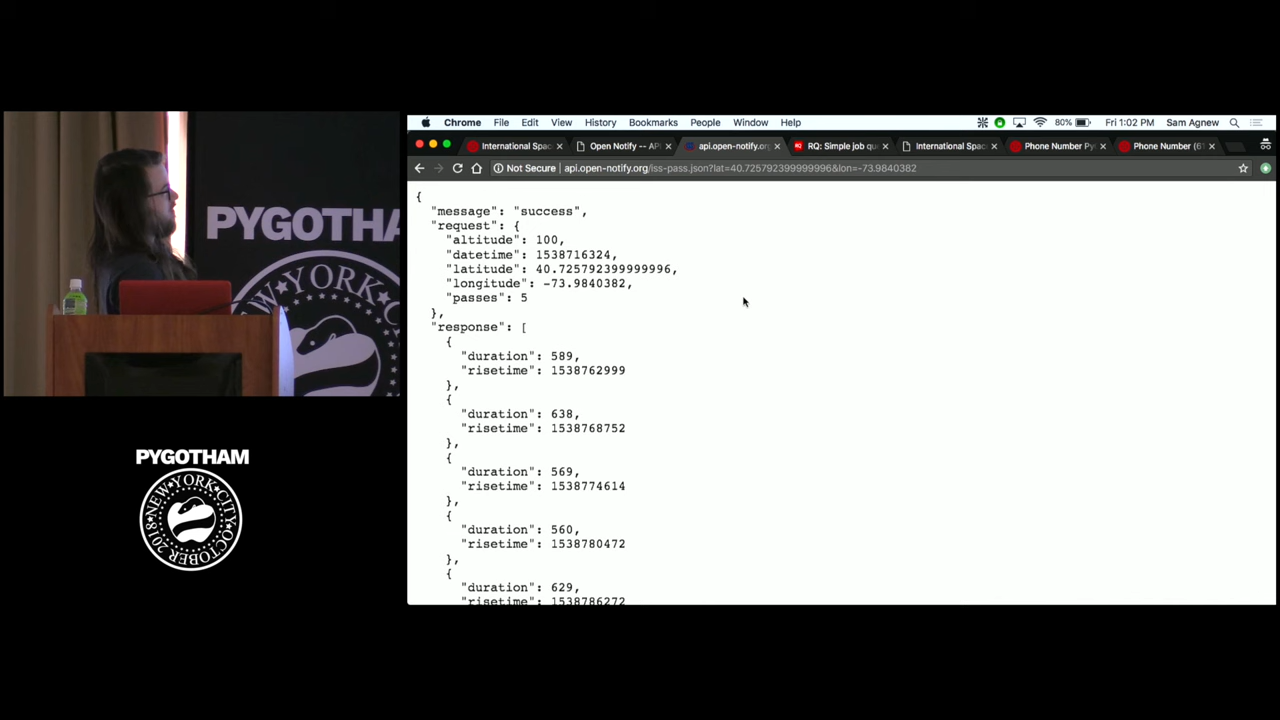 Chrome File Edit View History Bookmarks People Window Help 80% Fri 1:02 PM Sam Agnew
International Spac Open Notify -- API api.open-notify.org RQ: Simple job qu International Spac Phone Number Py Phone Number (6
Not Secure api.open-notify.org/iss-pass.json?lat=40.725792399999996&lon=-73.9840382
{
"message": "success",
"request": {
"altitude": 100,
"datetime": 1538716324,
"latitude": 40.725792399999996,
"longitude": -73.9840382,
"passes": 5
},
"response": [
{
"duration": 589,
"risetime": 1538762999
},
{
"duration": 638,
"risetime": 1538768752
},
{
"duration": 569,
"risetime": 1538774614
},
{
"duration": 560,
"risetime": 1538780472
},
{
"duration": 629,
"risetime": 1538786272
PYGOTHA
NEW YORK
PYGOTHAM
NEW YORK CITY OCTOBER 2018